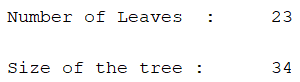 Number of Leaves  :     23
Size of the tree :     34